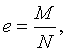 e = M/N,